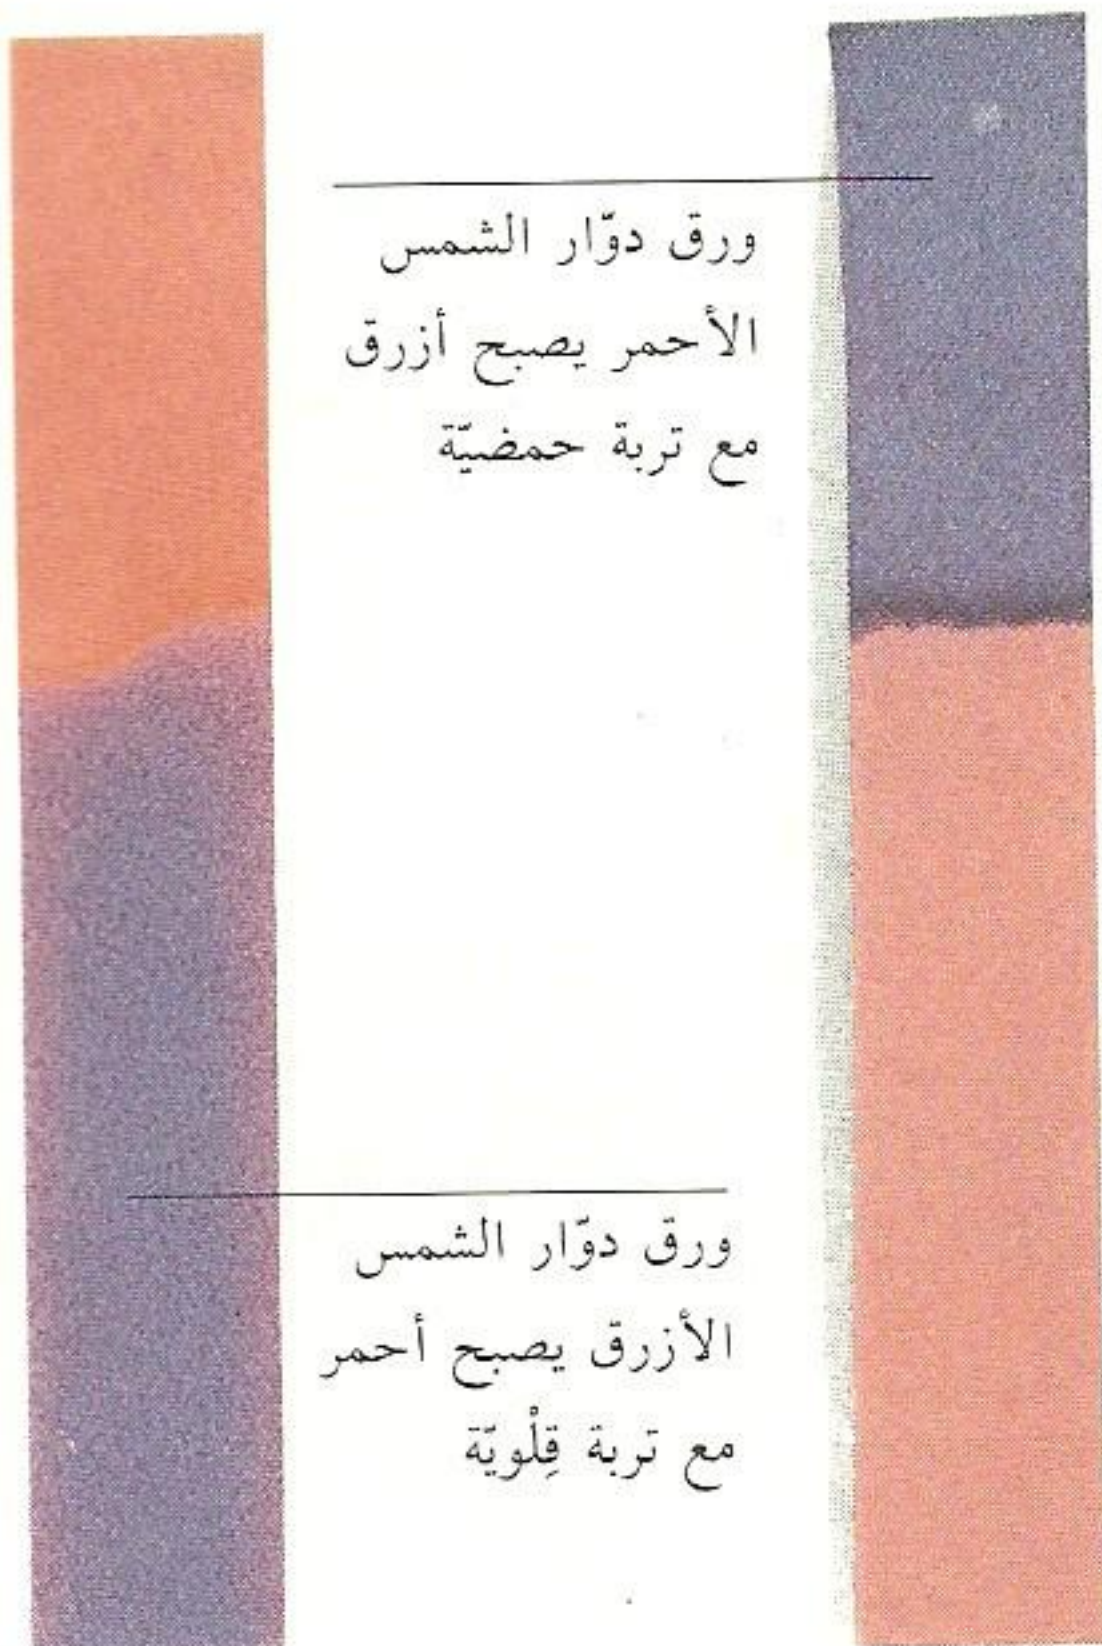 ورق دوّار الشمس
الأحمر يصبح أزرق
مع تربة حمضيّة
ورق دوّار الشمس
الأزرق يصبح أحمر
مع تربة قِلْويّة